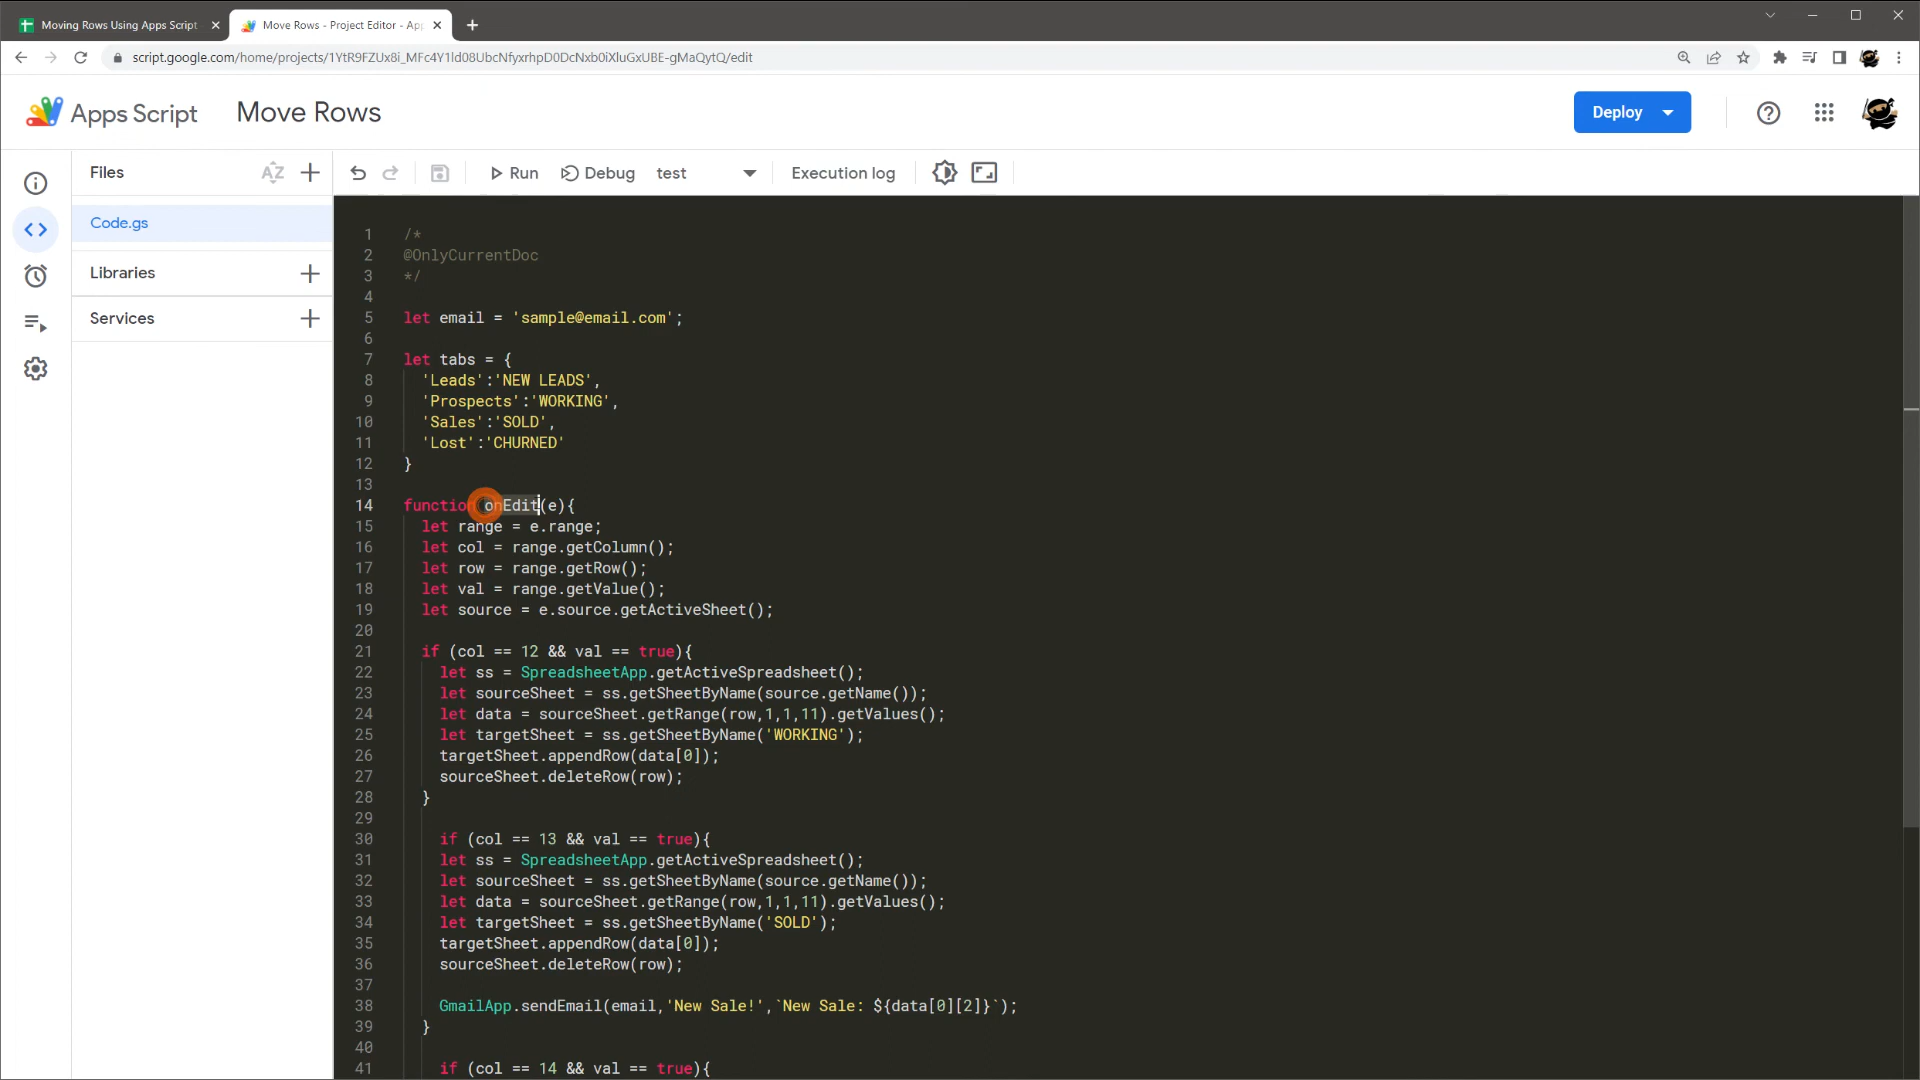 Moving Rows Using Apps Script
Move Rows - Project Editor - App
script.google.com/home/projects/1YtR9FZUx8i_MFc4Y1ld08UbcNfyxrhpD0DcNxb0iXluGxUBE-gMaQytQ/edit
Apps Script
Move Rows
Deploy
Files
AZ
Run
Debug
test
Execution log
Code.gs
Libraries
Services
1 /*
2 @OnlyCurrentDoc
3 */
4
5 let email = 'sample@email.com';
6
7 let tabs = {
8 'Leads':'NEW LEADS',
9 'Prospects':'WORKING',
10 'Sales':'SOLD',
11 'Lost':'CHURNED'
12 }
13
14 function onEdit(e){
15 let range = e.range;
16 let col = range.getColumn();
17 let row = range.getRow();
18 let val = range.getValue();
19 let source = e.source.getActiveSheet();
20
21 if (col == 12 && val == true){
22 let ss = SpreadsheetApp.getActiveSpreadsheet();
23 let sourceSheet = ss.getSheetByName(source.getName());
24 let data = sourceSheet.getRange(row,1,1,11).getValues();
25 let targetSheet = ss.getSheetByName('WORKING');
26 targetSheet.appendRow(data[0]);
27 sourceSheet.deleteRow(row);
28 }
29
30 if (col == 13 && val == true){
31 let ss = SpreadsheetApp.getActiveSpreadsheet();
32 let sourceSheet = ss.getSheetByName(source.getName());
33 let data = sourceSheet.getRange(row,1,1,11).getValues();
34 let targetSheet = ss.getSheetByName('SOLD');
35 targetSheet.appendRow(data[0]);
36 sourceSheet.deleteRow(row);
37
38 GmailApp.sendEmail(email,'New Sale!',`New Sale: ${data[0][2]}`);
39 }
40
41 if (col == 14 && val == true){